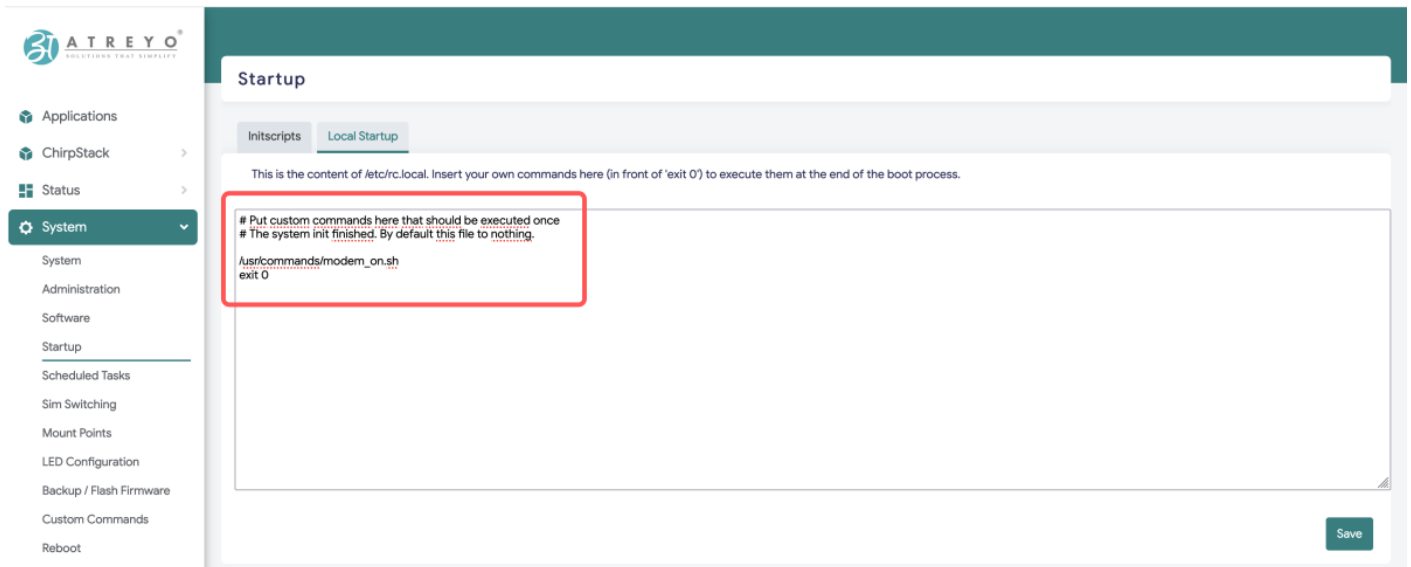 ATREYO®
SOLUTIONS THAT SIMPLIFY
Applications
ChirpStack
Status
System
System
Administration
Software
Startup
Scheduled Tasks
Sim Switching
Mount Points
LED Configuration
Backup / Flash Firmware
Custom Commands
Reboot
Startup
Initscripts
Local Startup
This is the content of /etc/rc.local. Insert your own commands here (in front of 'exit 0') to execute them at the end of the boot process.
# Put custom commands here that should be executed once
# The system init finished. By default this file to nothing.
/usr/commands/modem_on.sh
exit 0
Save